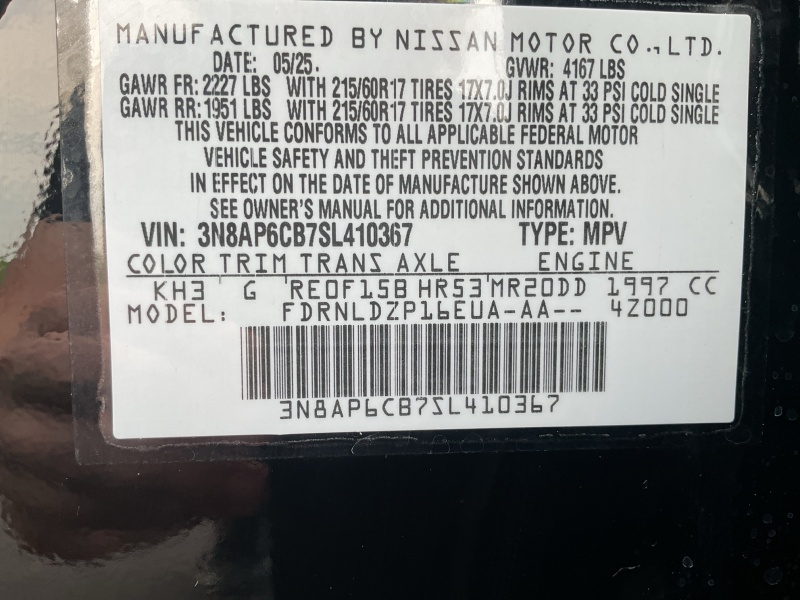 MANUFACTURED BY NISSAN MOTOR CO., LTD.
DATE: 05/25. GVWR: 4167 LBS
GAWR FR: 2227 LBS WITH 215/60R17 TIRES 17X7.0J RIMS AT 33 PSI COLD SINGLE
GAWR RR: 1951 LBS WITH 215/60R17 TIRES 17X7.0J RIMS AT 33 PSI COLD SINGLE
THIS VEHICLE CONFORMS TO ALL APPLICABLE FEDERAL MOTOR
VEHICLE SAFETY AND THEFT PREVENTION STANDARDS
IN EFFECT ON THE DATE OF MANUFACTURE SHOWN ABOVE.
SEE OWNER'S MANUAL FOR ADDITIONAL INFORMATION.
VIN: 3N8AP6CB7SL410367 TYPE: MPV
COLOR TRIM TRANS AXLE ENGINE
KH3 G RE0F15B HR53 MR20DD 1997 CC
MODEL: FDRNLDZP16EUA-AA-- 4Z000
3N8AP6CB7SL410367